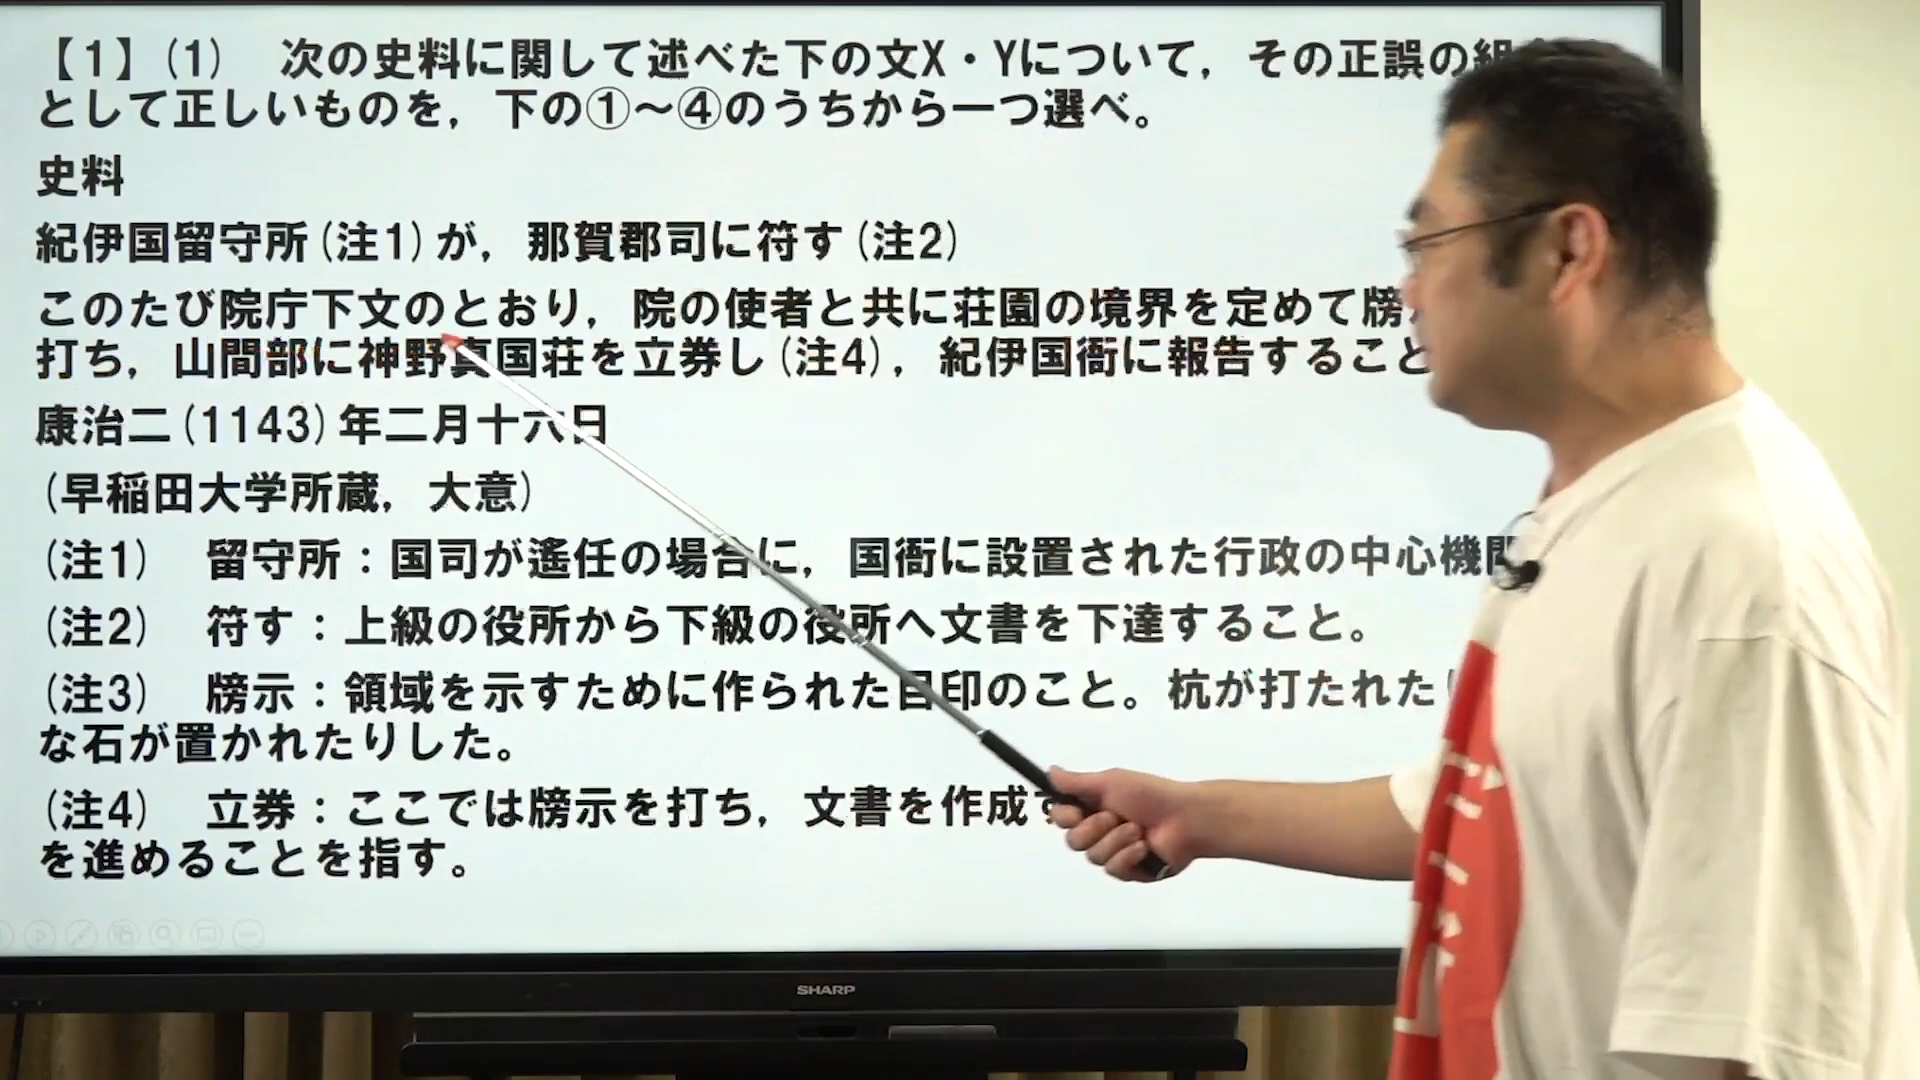 【1】(1)　次の史料に関して述べた下の文X・Yについて，その正誤の組
として正しいものを，下の①～④のうちから一つ選べ。
史料
紀伊国留守所(注1)が，那賀郡司に符す(注2)
このたび院庁下文のとおり，院の使者と共に荘園の境界を定めて牓
打ち，山間部に神野真国荘を立券し(注4)，紀伊国衙に報告すること
康治二(1143)年二月十六日
(早稲田大学所蔵，大意)
(注1)　留守所：国司が遙任の場合に，国衙に設置された行政の中心機関
(注2)　符す：上級の役所から下級の役所へ文書を下達すること。
(注3)　牓示：領域を示すために作られた目印のこと。杭が打たれたり
な石が置かれたりした。
(注4)　立券：ここでは牓示を打ち，文書を作成す
を進めることを指す。
SHARP